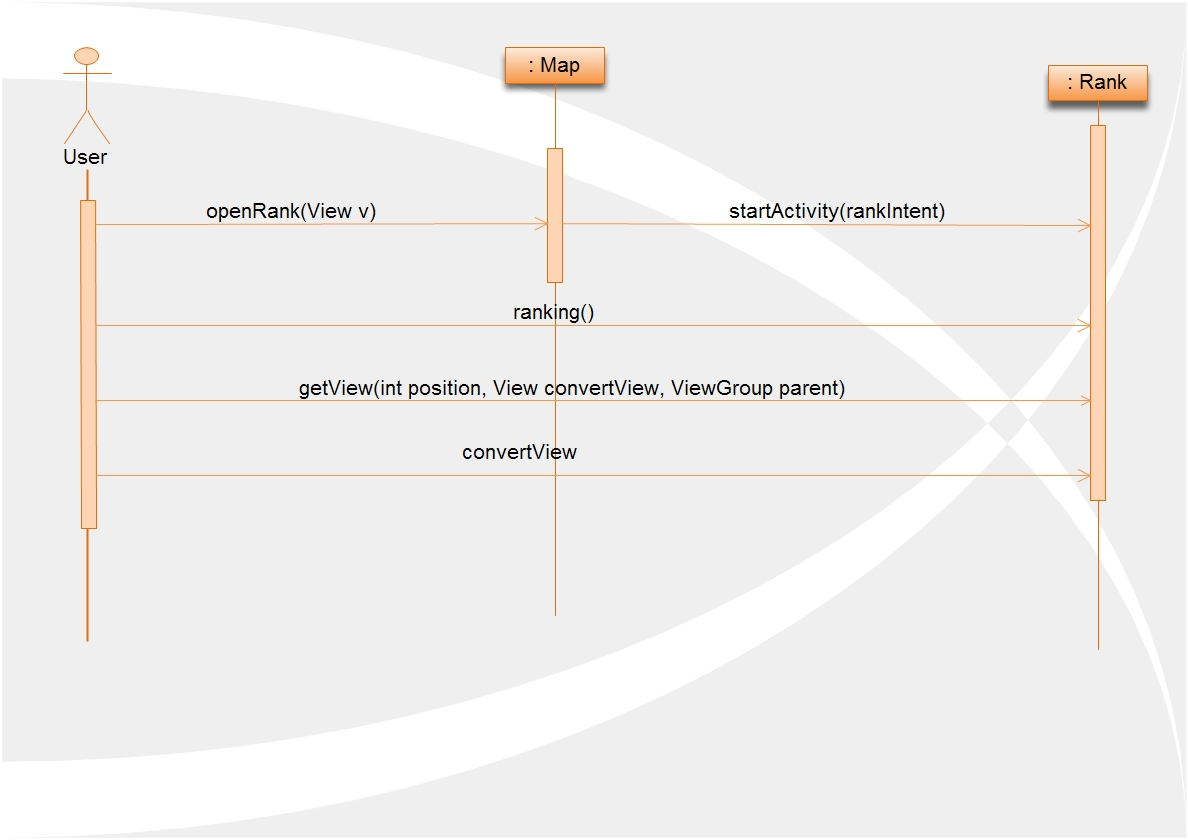 : Map
: Rank
User
openRank(View v)
startActivity(rankIntent)
ranking()
getView(int position, View convertView, ViewGroup parent)
convertView